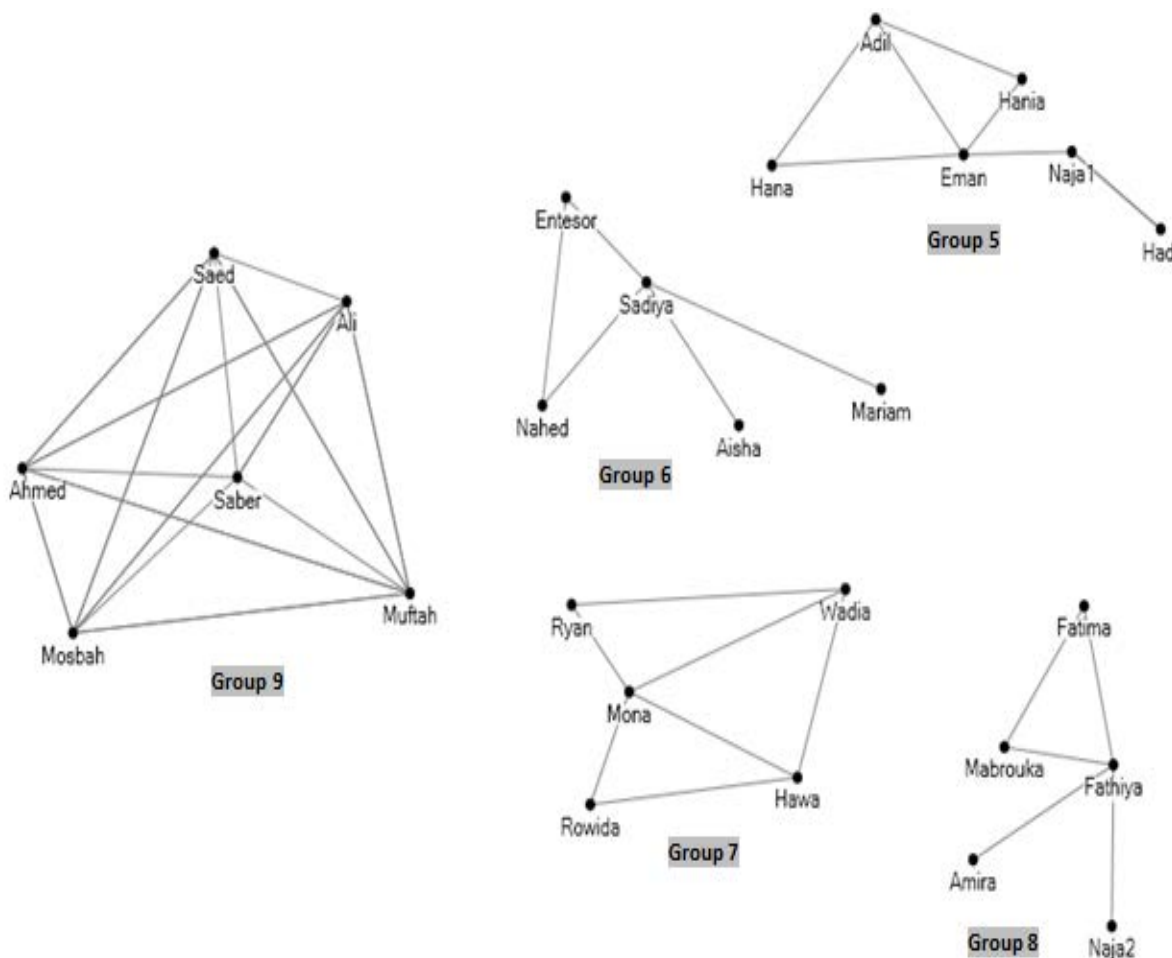 Adil
Hania
Hana
Eman
Naja1
Had
Group 5
Entesor
Sadiya
Nahed
Aisha
Mariam
Group 6
Saed
Ali
Ahmed
Saber
Mosbah
Muftah
Group 9
Ryan
Wadia
Mona
Rowida
Hawa
Group 7
Fatima
Mabrouka
Fathiya
Amira
Naja2
Group 8